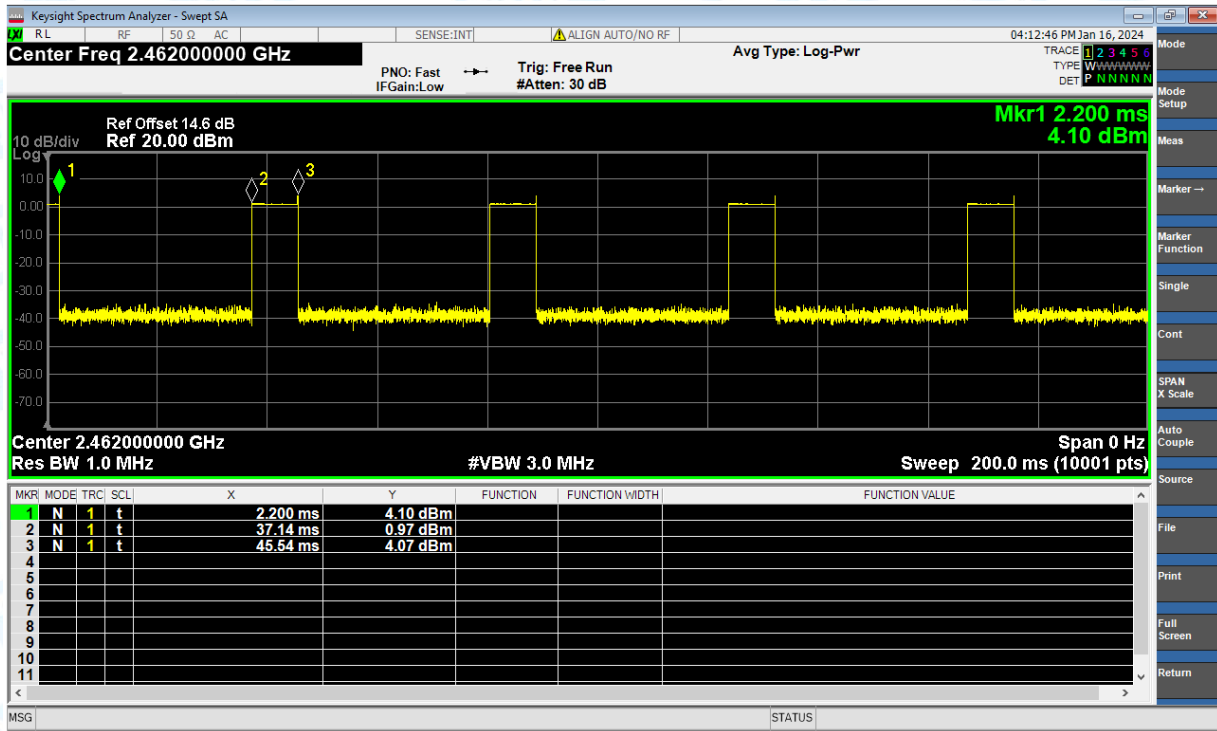 Keysight Spectrum Analyzer - Swept SA
LXI RL RF 50 Ω AC SENSE:INT ALIGN AUTO/NO RF 04:12:46 PM Jan 16, 2024
Center Freq 2.462000000 GHz
PNO: Fast
IFGain:Low
Trig: Free Run
#Atten: 30 dB
Avg Type: Log-Pwr
TRACE 1 2 3 4 5 6
TYPE WWWWWW
DET P N N N N N
Ref Offset 14.6 dB
10 dB/div Ref 20.00 dBm
Log
Mkr1 2.200 ms
4.10 dBm
1
2
3
10.0
0.00
-10.0
-20.0
-30.0
-40.0
-50.0
-60.0
-70.0
Center 2.462000000 GHz Span 0 Hz
Res BW 1.0 MHz #VBW 3.0 MHz Sweep 200.0 ms (10001 pts)
MKR MODE TRC SCL X Y FUNCTION FUNCTION WIDTH FUNCTION VALUE
1 N 1 t 2.200 ms 4.10 dBm
2 N 1 t 37.14 ms 0.97 dBm
3 N 1 t 45.54 ms 4.07 dBm
4
5
6
7
8
9
10
11
MSG STATUS
Mode
Mode
Setup
Meas
Marker→
Marker
Function
Single
Cont
SPAN
X Scale
Auto
Couple
Source
File
Print
Full
Screen
Return